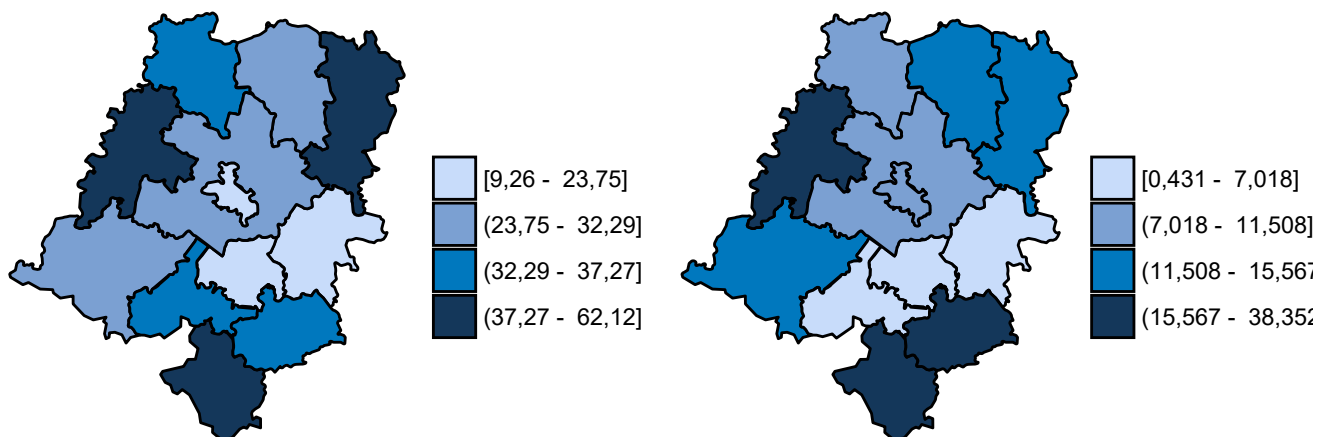 [9,26 - 23,75]
(23,75 - 32,29]
(32,29 - 37,27]
(37,27 - 62,12]
[0,431 - 7,018]
(7,018 - 11,508]
(11,508 - 15,567
(15,567 - 38,352